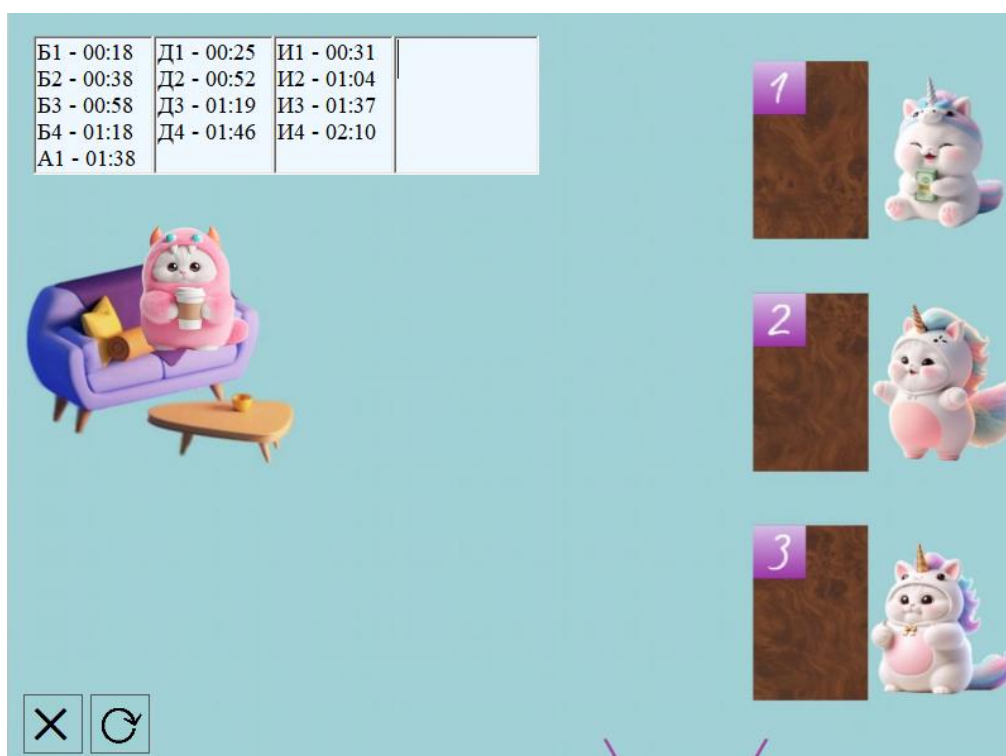 Б1 - 00:18
Б2 - 00:38
Б3 - 00:58
Б4 - 01:18
А1 - 01:38
Д1 - 00:25
Д2 - 00:52
Д3 - 01:19
Д4 - 01:46
И1 - 00:31
И2 - 01:04
И3 - 01:37
И4 - 02:10
1
2
3